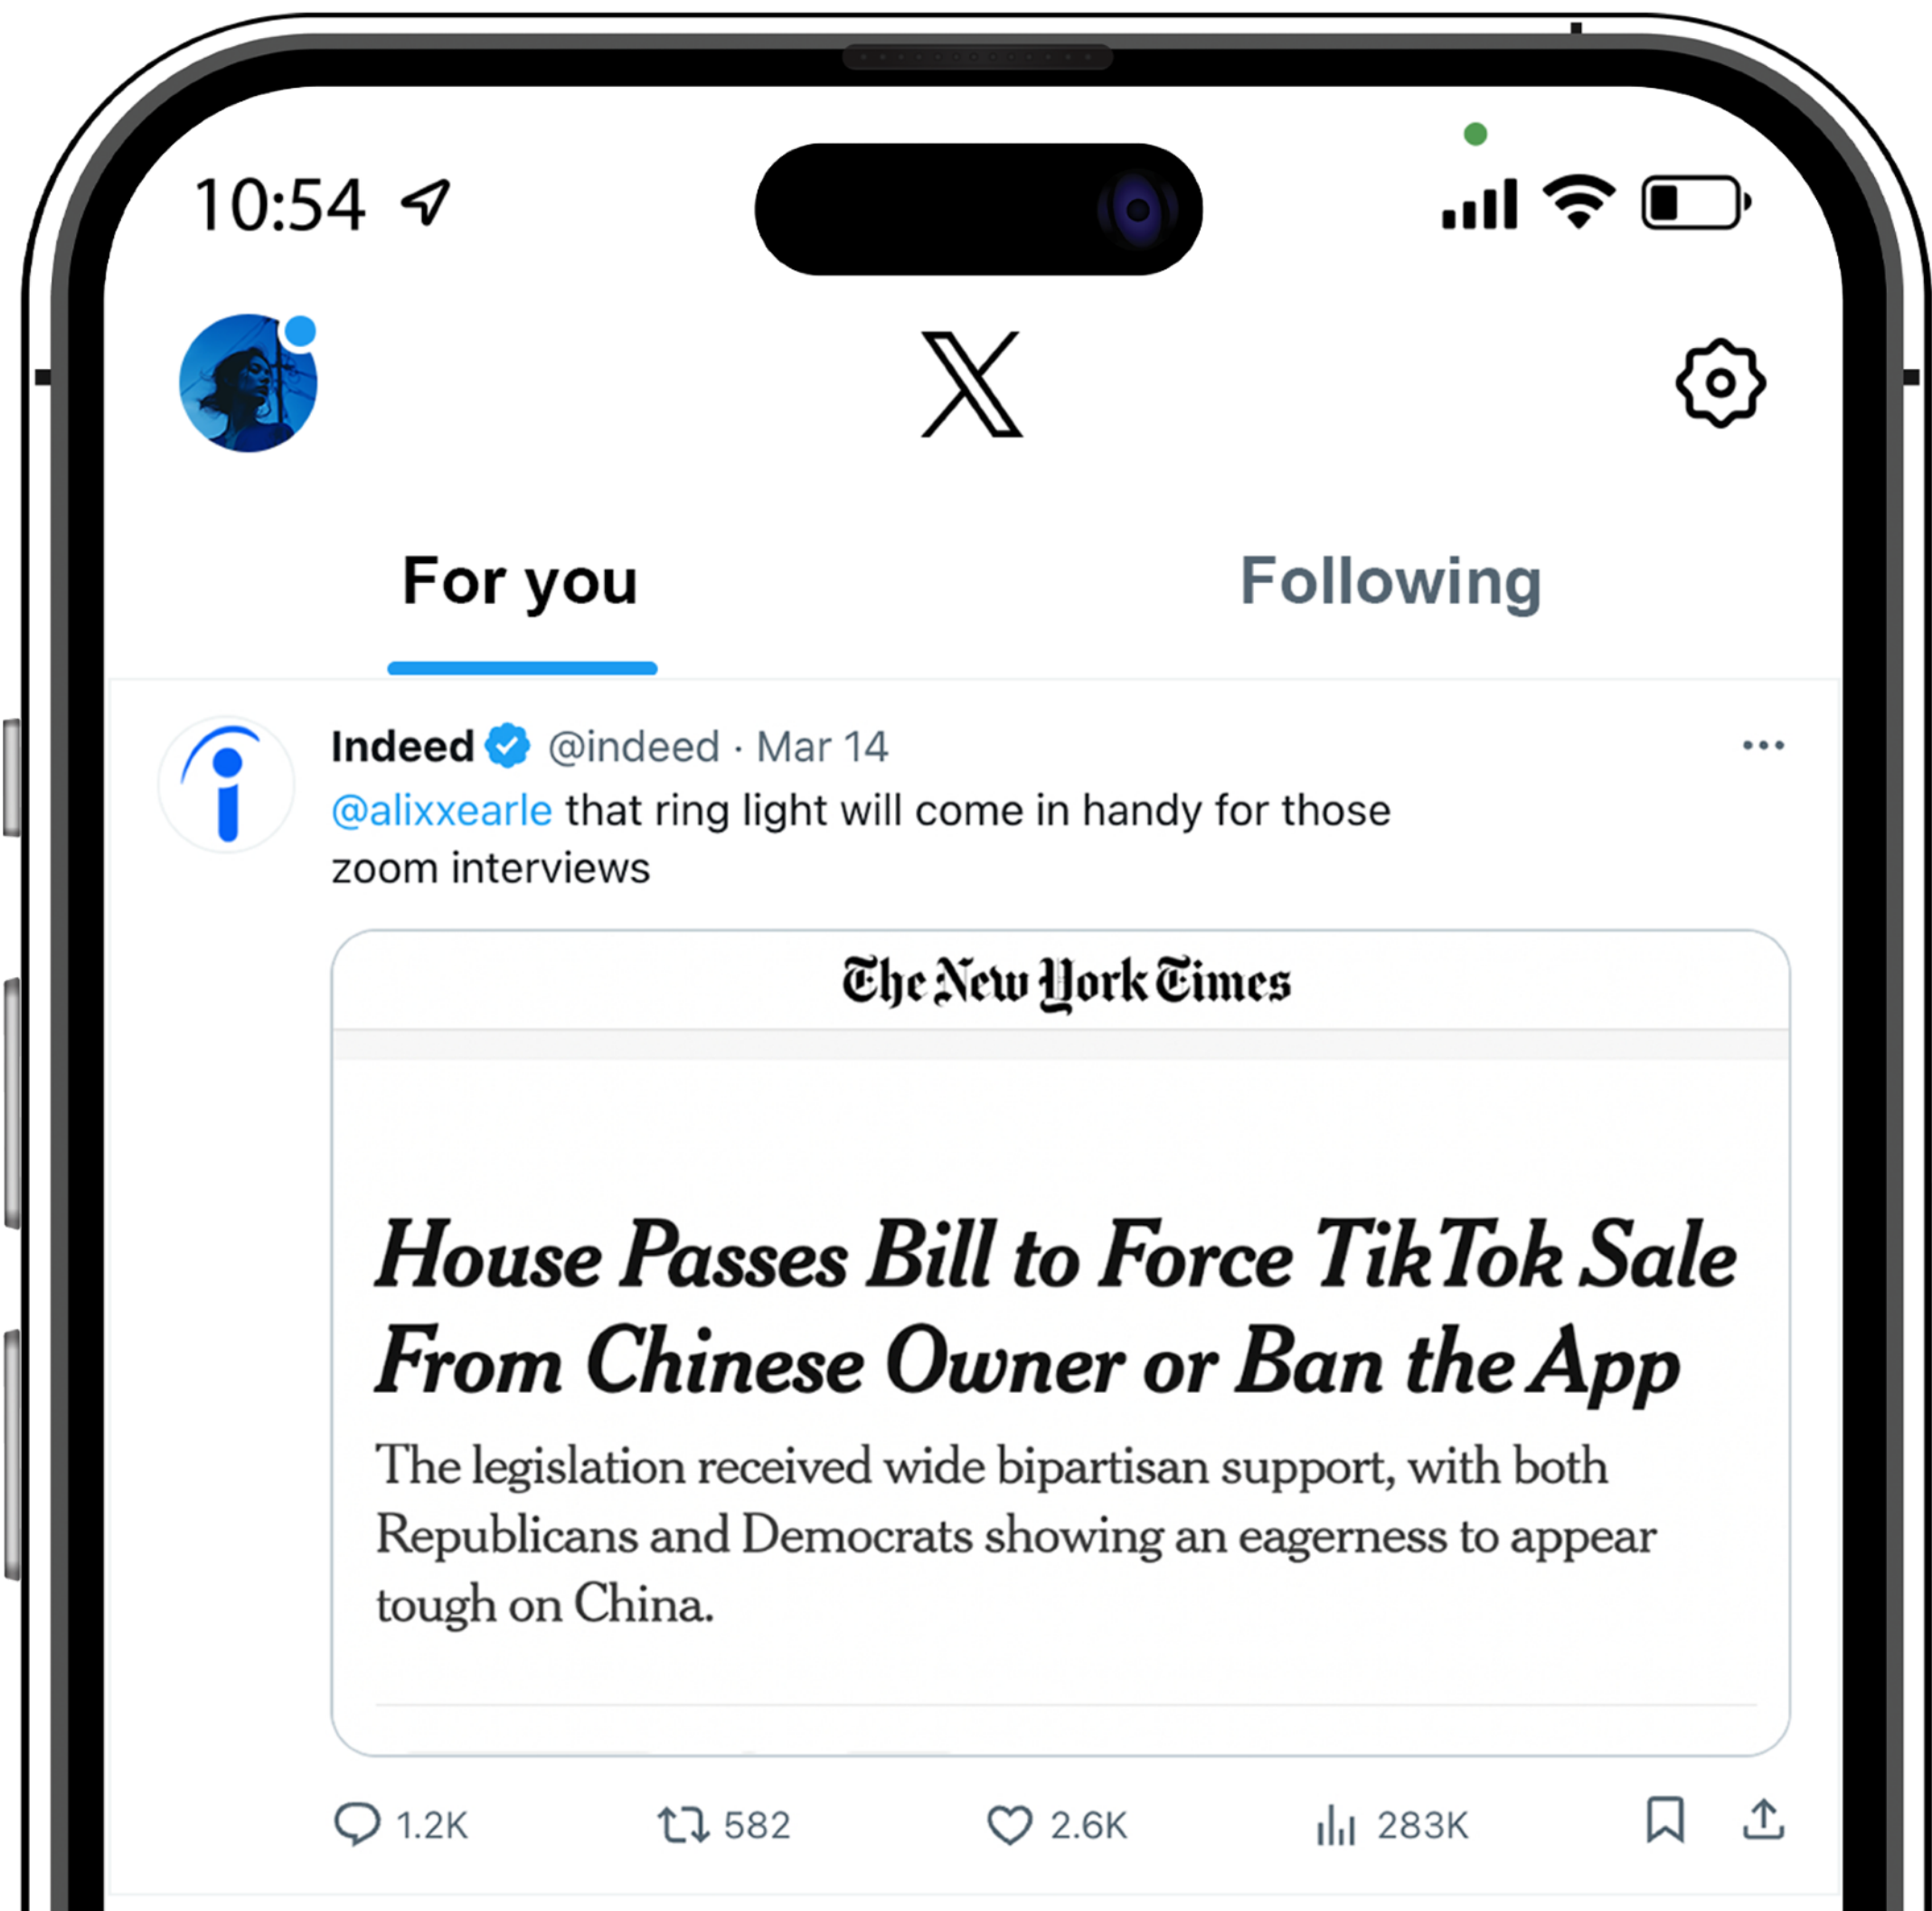 10:54
For you
Following
Indeed @indeed · Mar 14
@alixxearle that ring light will come in handy for those
zoom interviews
The New York Times
House Passes Bill to Force TikTok Sale
From Chinese Owner or Ban the App
The legislation received wide bipartisan support, with both
Republicans and Democrats showing an eagerness to appear
tough on China.
1.2K
582
2.6K
283K